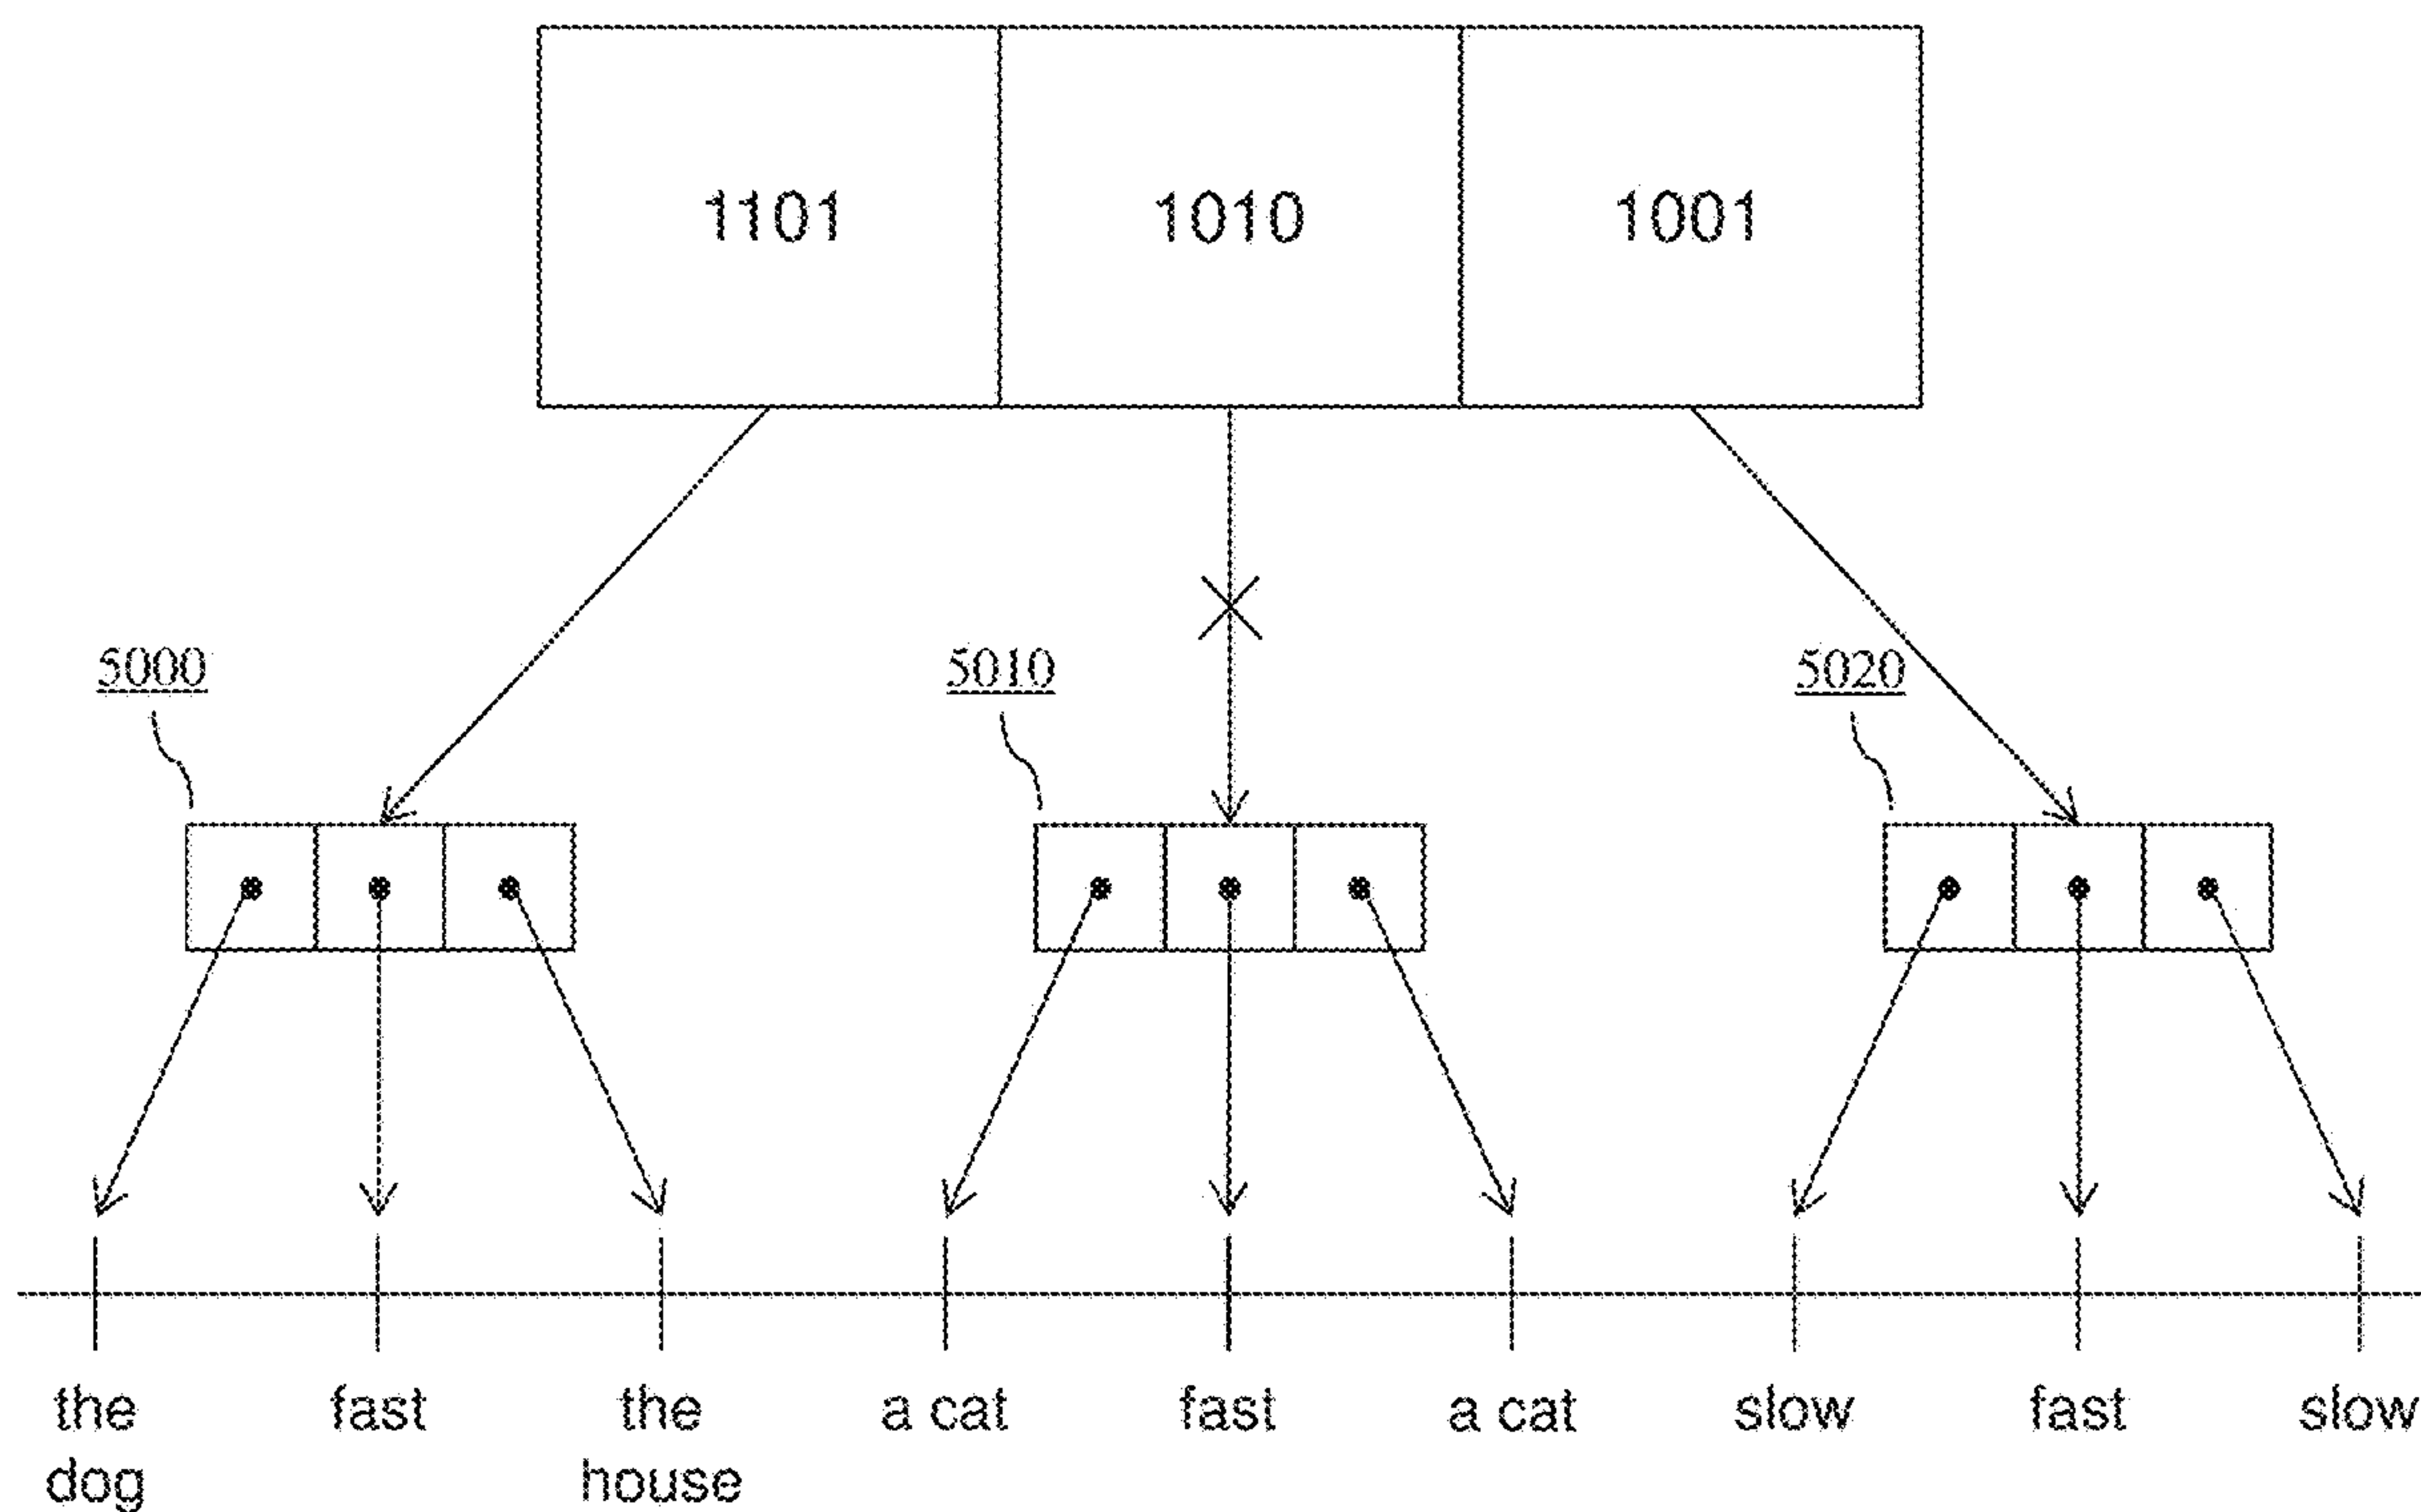 1101 1010 1001
5000 5010 5020
the fast the a cat fast a cat slow fast slow
dog house